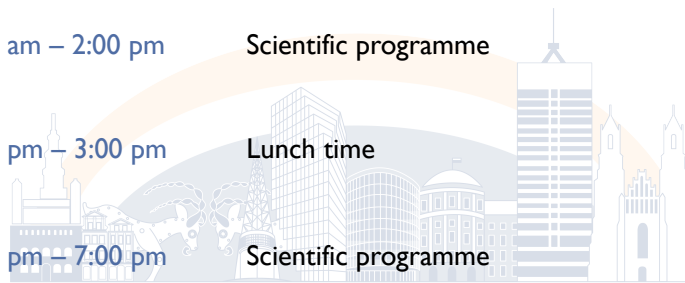 am – 2:00 pm Scientific programme
pm – 3:00 pm Lunch time
pm – 7:00 pm Scientific programme